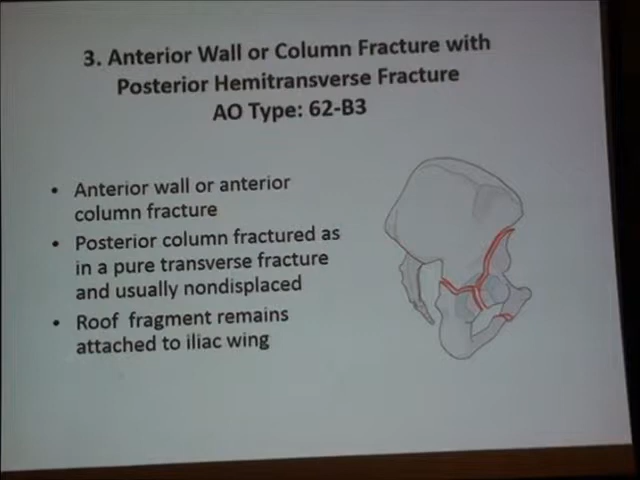 3. Anterior Wall or Column Fracture with
Posterior Hemitransverse Fracture
AO Type: 62-B3
• Anterior wall or anterior
column fracture
• Posterior column fractured as
in a pure transverse fracture
and usually nondisplaced
• Roof fragment remains
attached to iliac wing